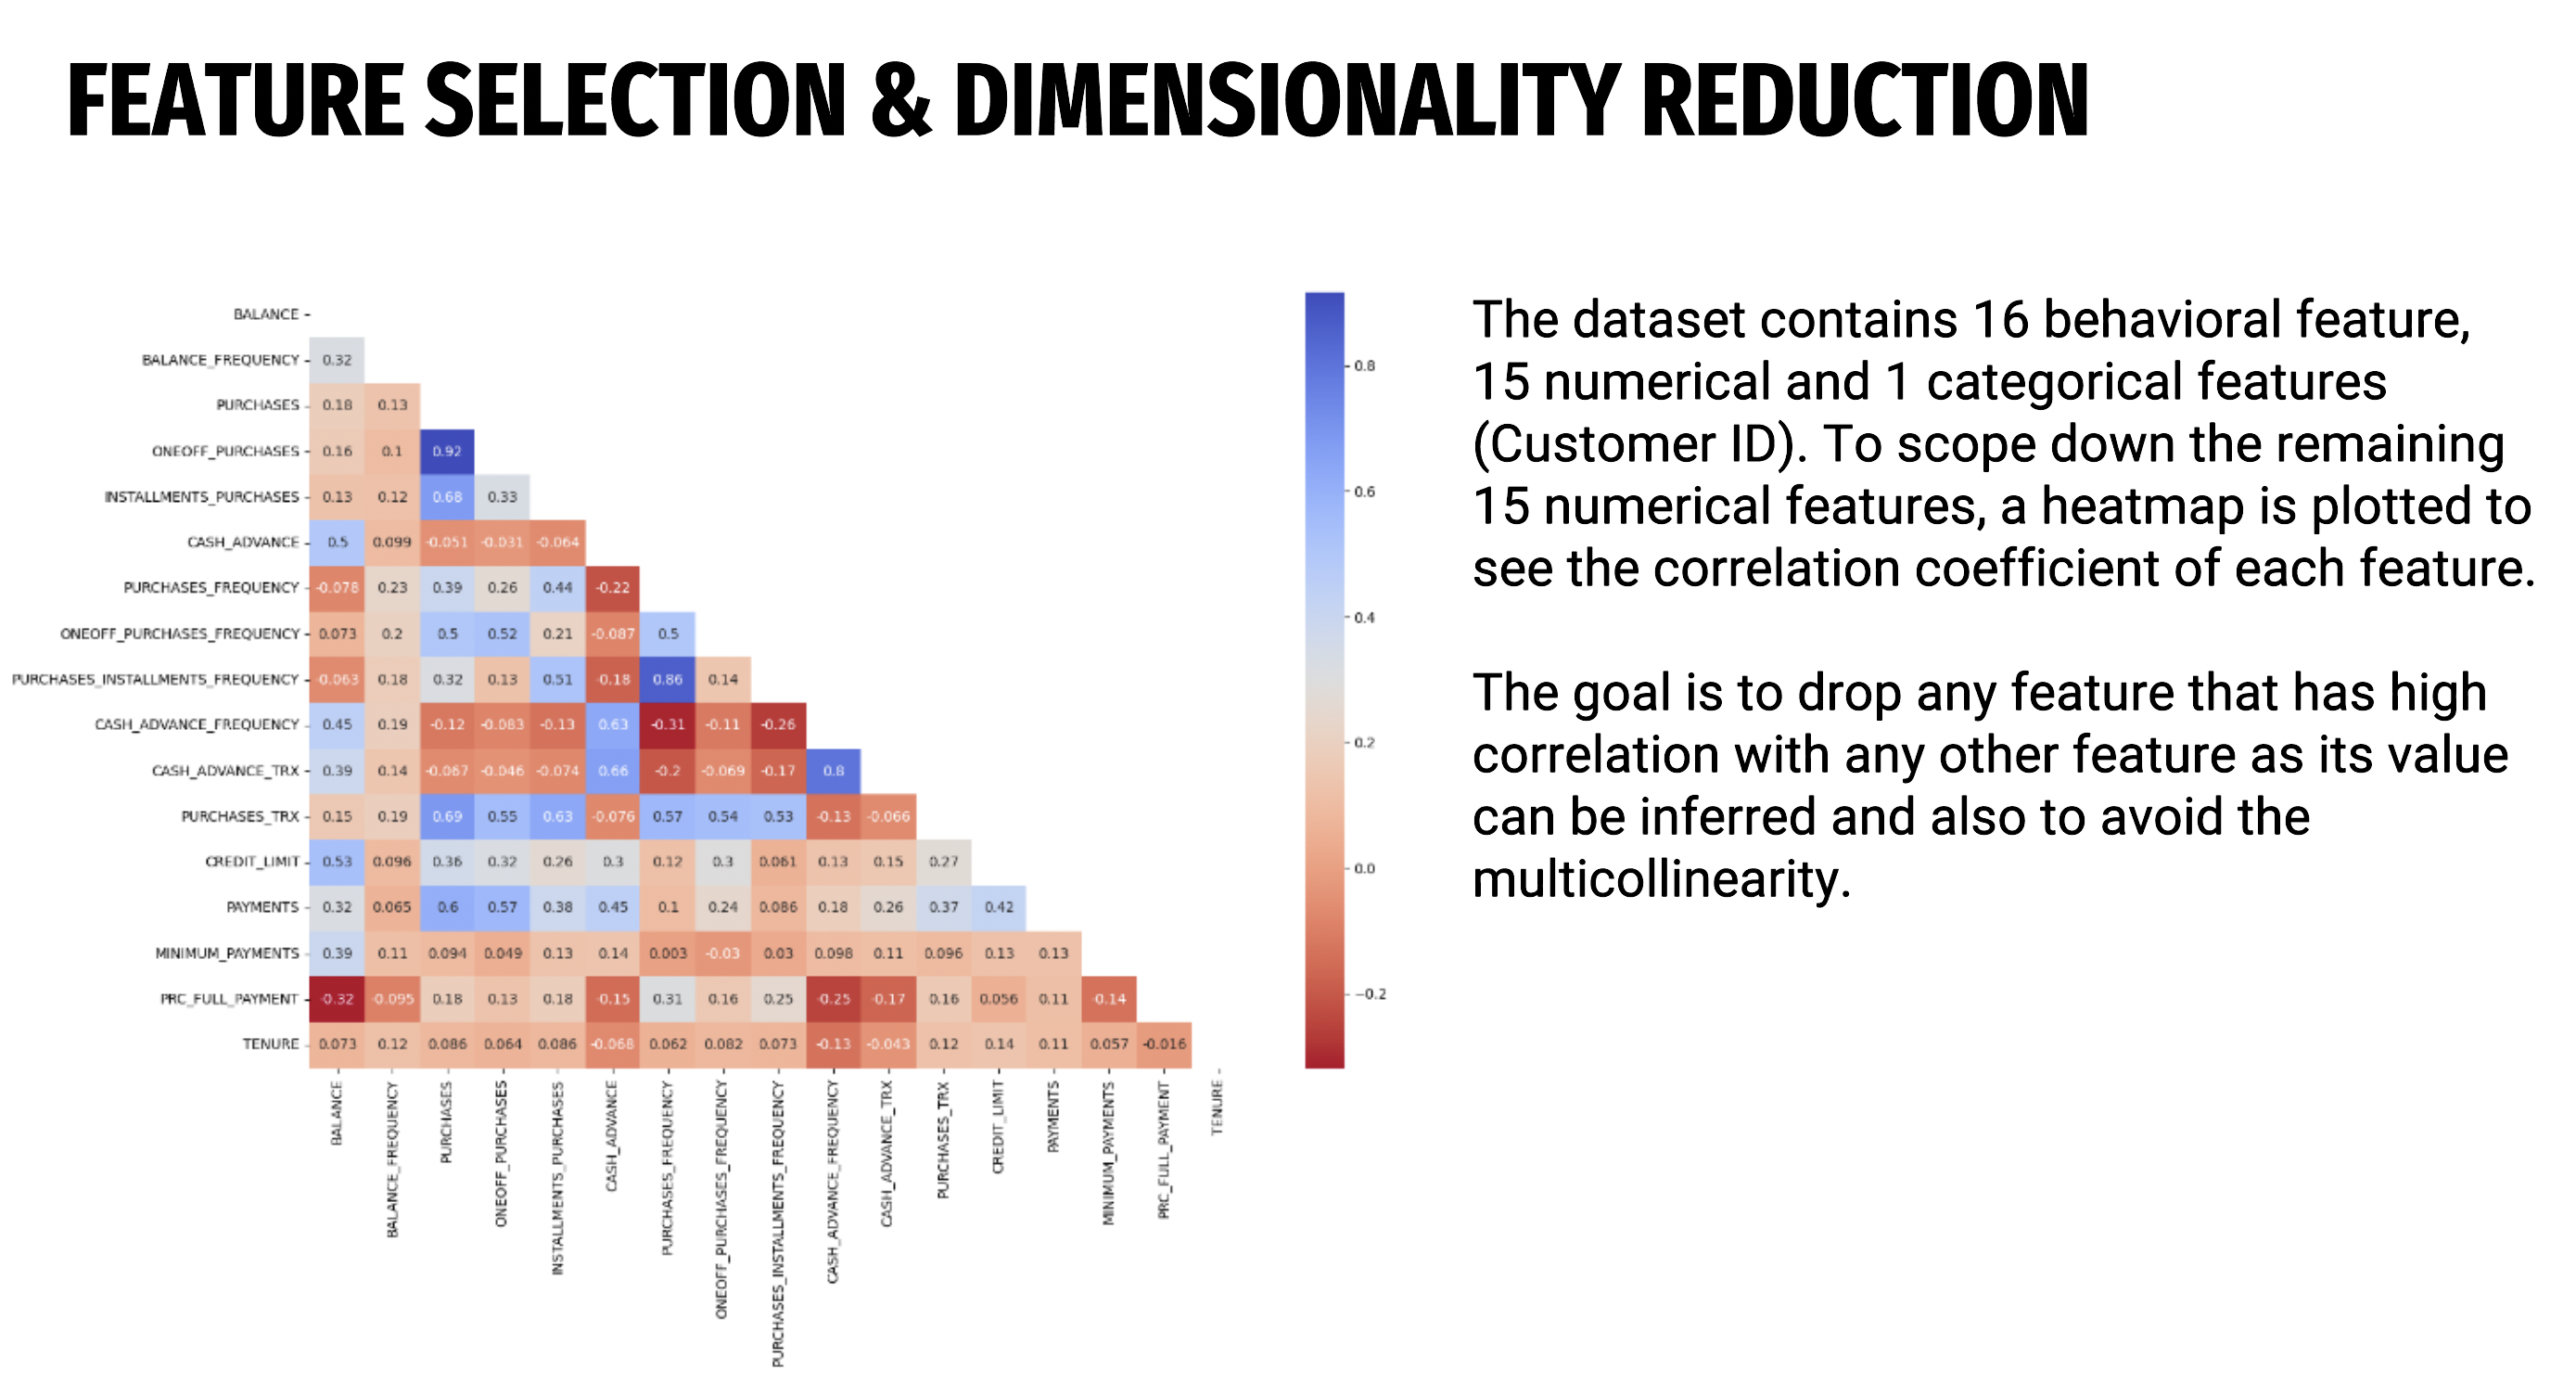 FEATURE SELECTION & DIMENSIONALITY REDUCTION
BALANCE
BALANCE_FREQUENCY 0.32
PURCHASES 0.18 0.13
ONEOFF_PURCHASES 0.16 0.1 0.92
INSTALLMENTS_PURCHASES 0.13 0.12 0.68 0.33
CASH_ADVANCE 0.5 0.099 -0.051 -0.031 -0.064
PURCHASES_FREQUENCY -0.078 0.23 0.39 0.26 0.44 -0.22
ONEOFF_PURCHASES_FREQUENCY 0.073 0.2 0.5 0.52 0.21 -0.087 0.5
PURCHASES_INSTALLMENTS_FREQUENCY -0.063 0.18 0.32 0.13 0.51 -0.18 0.86 0.14
CASH_ADVANCE_FREQUENCY 0.45 0.19 -0.12 -0.083 -0.13 0.63 -0.31 -0.11 -0.26
CASH_ADVANCE_TRX 0.39 0.14 -0.067 -0.046 -0.074 0.66 -0.2 -0.069 -0.17 0.8
PURCHASES_TRX 0.15 0.19 0.69 0.55 0.63 -0.076 0.57 0.54 0.53 -0.13 -0.066
CREDIT_LIMIT 0.53 0.096 0.36 0.32 0.26 0.3 0.12 0.3 0.061 0.13 0.15 0.27
PAYMENTS 0.32 0.065 0.6 0.57 0.38 0.45 0.1 0.24 0.086 0.18 0.26 0.37 0.42
MINIMUM_PAYMENTS 0.39 0.11 0.094 0.049 0.13 0.14 0.003 -0.03 0.03 0.098 0.11 0.096 0.13 0.13
PRC_FULL_PAYMENT -0.32 -0.095 0.18 0.13 0.18 -0.15 0.31 0.16 0.25 -0.25 -0.17 0.16 0.056 0.11 -0.14
TENURE 0.073 0.12 0.086 0.064 0.086 -0.068 0.062 0.082 0.073 -0.13 -0.043 0.12 0.14 0.11 0.057 -0.016
BALANCE
BALANCE_FREQUENCY
PURCHASES
ONEOFF_PURCHASES
INSTALLMENTS_PURCHASES
CASH_ADVANCE
PURCHASES_FREQUENCY
ONEOFF_PURCHASES_FREQUENCY
PURCHASES_INSTALLMENTS_FREQUENCY
CASH_ADVANCE_FREQUENCY
CASH_ADVANCE_TRX
PURCHASES_TRX
CREDIT_LIMIT
PAYMENTS
MINIMUM_PAYMENTS
PRC_FULL_PAYMENT
TENURE
0.8
0.6
0.4
0.2
0.0
−0.2
The dataset contains 16 behavioral feature,
15 numerical and 1 categorical features
(Customer ID). To scope down the remaining
15 numerical features, a heatmap is plotted to
see the correlation coefficient of each feature.
The goal is to drop any feature that has high
correlation with any other feature as its value
can be inferred and also to avoid the
multicollinearity.